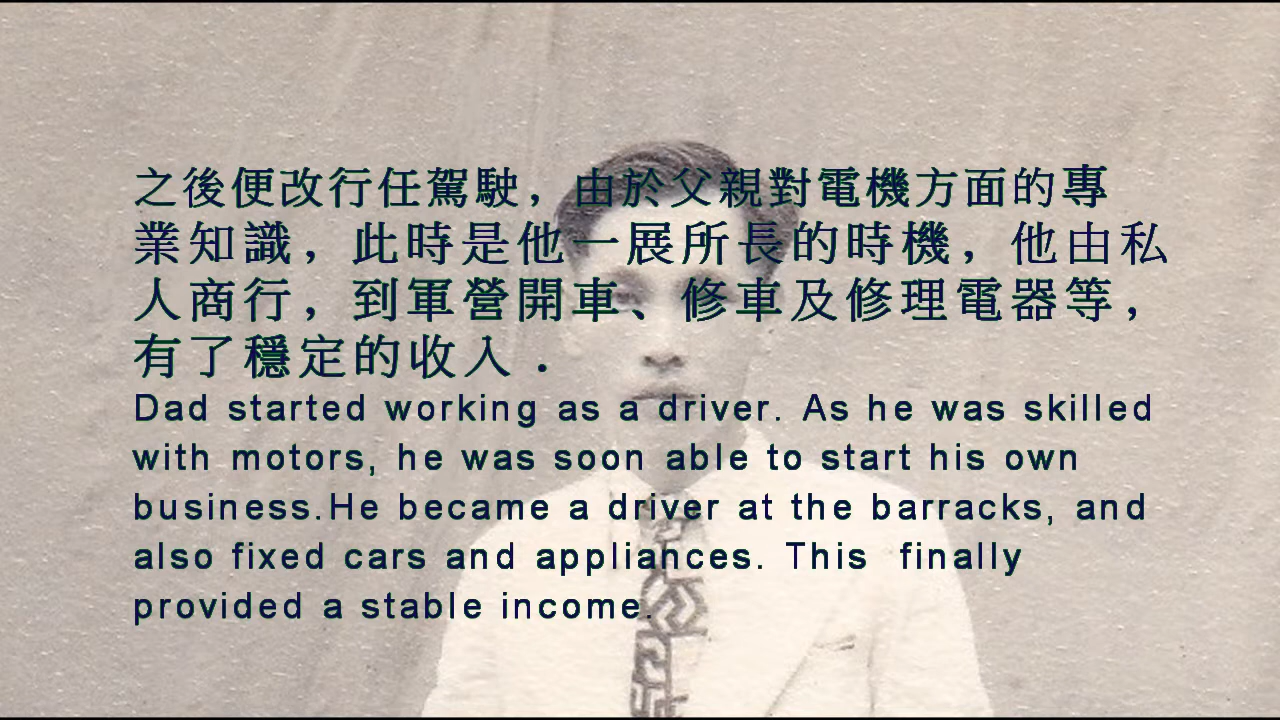 之後便改行任駕駛，由於父親對電機方面的專
業知識，此時是他一展所長的時機，他由私
人商行，到軍營開車、修車及修理電器等，
有了穩定的收入．
Dad started working as a driver. As he was skilled
with motors, he was soon able to start his own
business.He became a driver at the barracks, and
also fixed cars and appliances. This  finally
provided a stable income.